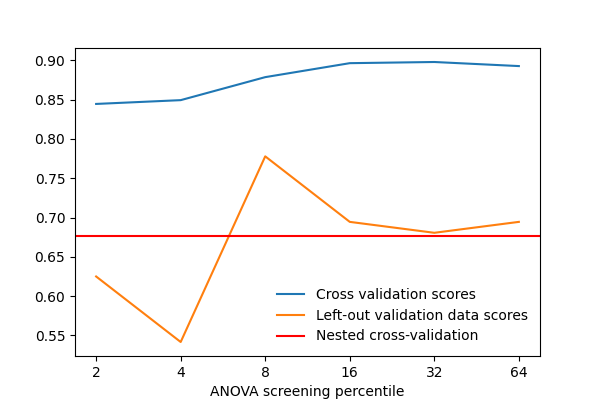 0.90
0.85
0.80
0.75
0.70
0.65
0.60
0.55
Cross validation scores
Left-out validation data scores
Nested cross-validation
2 4 8 16 32 64
ANOVA screening percentile